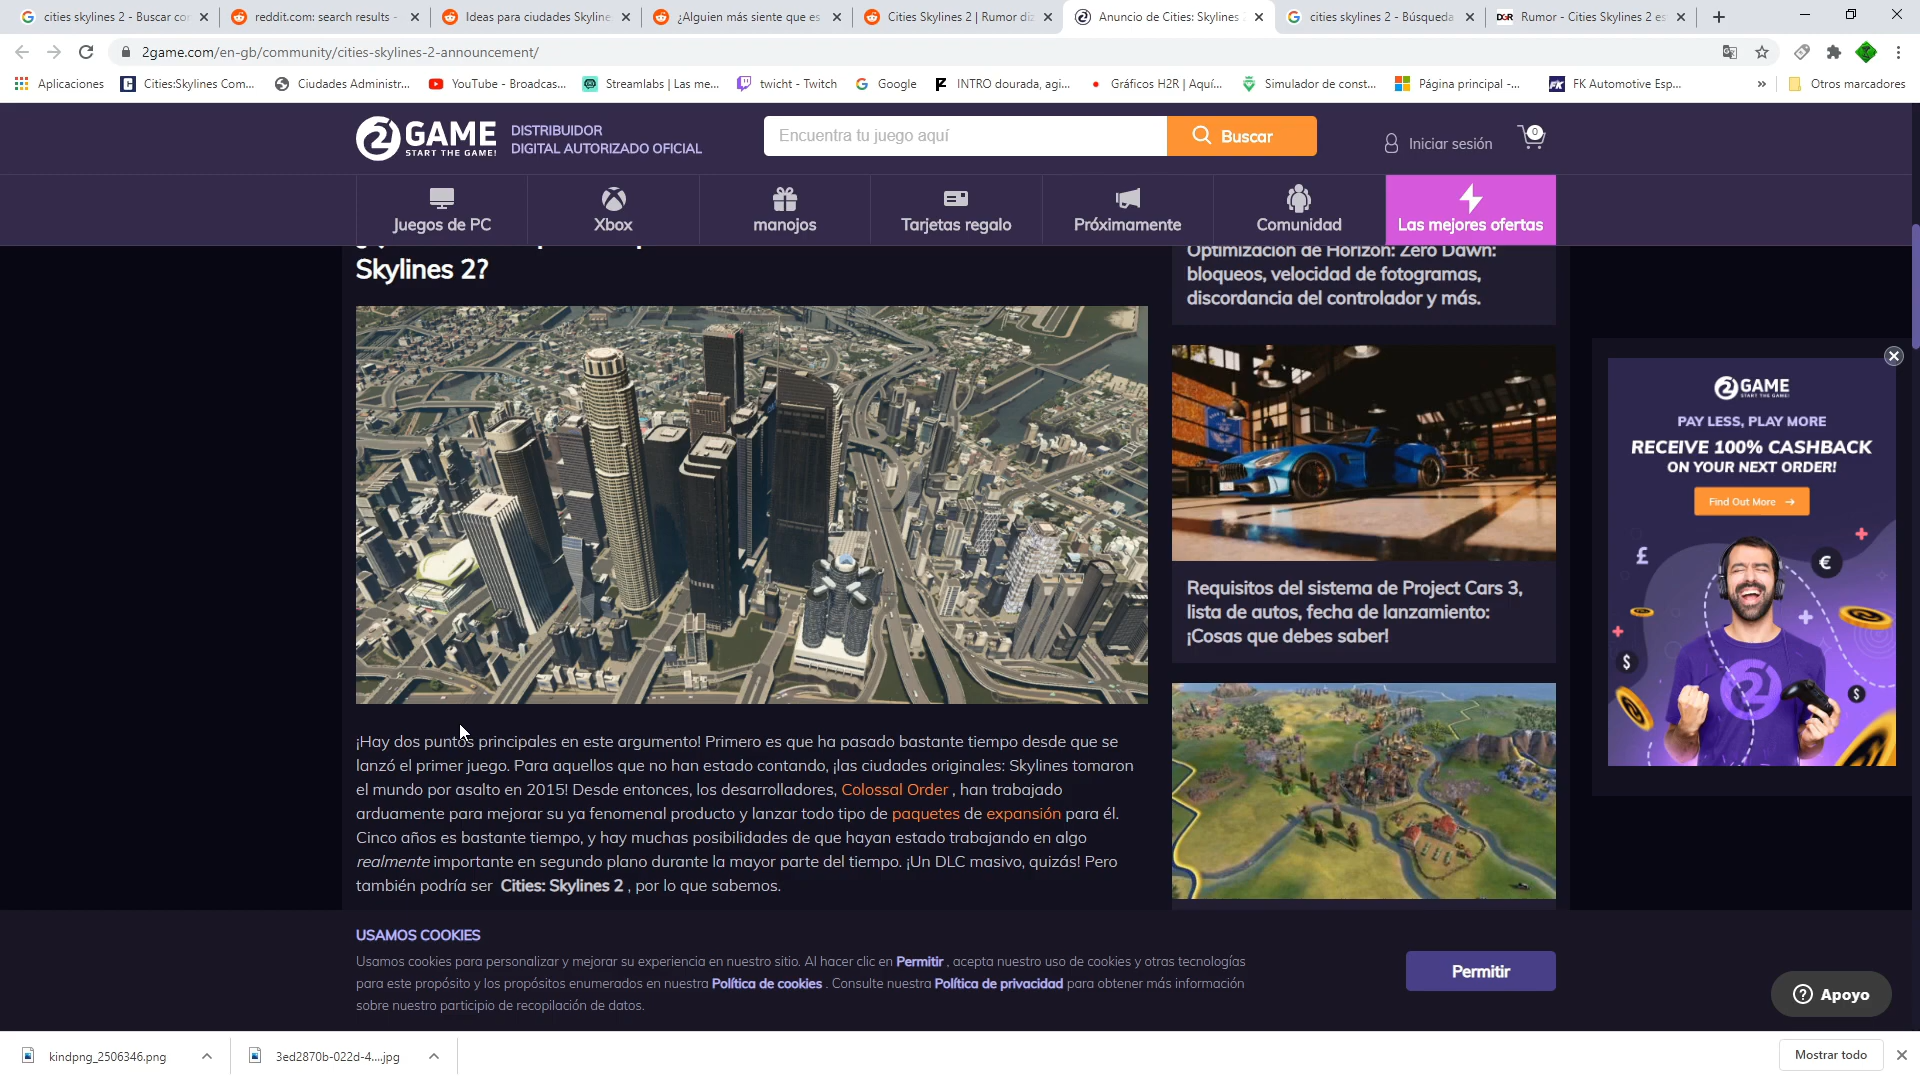 cities skylines 2 - Buscar co
reddit.com: search results -
Ideas para ciudades Skyline
¿Alguien más siente que es
Cities Skylines 2 | Rumor di
Anuncio de Cities: Skylines
cities skylines 2 - Búsqueda
DGR
Rumor - Cities Skylines 2 es
2game.com/en-gb/community/cities-skylines-2-announcement/
Aplicaciones
Cities:Skylines Com...
Ciudades Administr...
YouTube - Broadcas...
Streamlabs | Las me...
twicht - Twitch
Google
INTRO dourada, agi...
Gráficos H2R | Aquí...
Simulador de const...
Página principal -...
FK Automotive Esp...
»
Otros marcadores
2GAME
START THE GAME!
DISTRIBUIDOR
DIGITAL AUTORIZADO OFICIAL
Encuentra tu juego aquí
Buscar
Iniciar sesión
0
Juegos de PC
Xbox
manojos
Tarjetas regalo
Próximamente
Comunidad
Las mejores ofertas
Skylines 2?
Optimización de Horizon: Zero Dawn:
bloqueos, velocidad de fotogramas,
discordancia del controlador y más.
Requisitos del sistema de Project Cars 3,
lista de autos, fecha de lanzamiento:
¡Cosas que debes saber!
2GAME
START THE GAME!
PAY LESS, PLAY MORE
RECEIVE 100% CASHBACK
ON YOUR NEXT ORDER!
Find Out More →
¡Hay dos puntos principales en este argumento! Primero es que ha pasado bastante tiempo desde que se
lanzó el primer juego. Para aquellos que no han estado contando, ¡las ciudades originales: Skylines tomaron
el mundo por asalto en 2015! Desde entonces, los desarrolladores, Colossal Order , han trabajado
arduamente para mejorar su ya fenomenal producto y lanzar todo tipo de paquetes de expansión para él.
Cinco años es bastante tiempo, y hay muchas posibilidades de que hayan estado trabajando en algo
realmente importante en segundo plano durante la mayor parte del tiempo. ¡Un DLC masivo, quizás! Pero
también podría ser Cities: Skylines 2 , por lo que sabemos.
USAMOS COOKIES
Usamos cookies para personalizar y mejorar su experiencia en nuestro sitio. Al hacer clic en Permitir , acepta nuestro uso de cookies y otras tecnologías
para este propósito y los propósitos enumerados en nuestra Política de cookies . Consulte nuestra Política de privacidad para obtener más información
sobre nuestro participio de recopilación de datos.
Permitir
Apoyo
kindpng_2506346.png
3ed2870b-022d-4....jpg
Mostrar todo